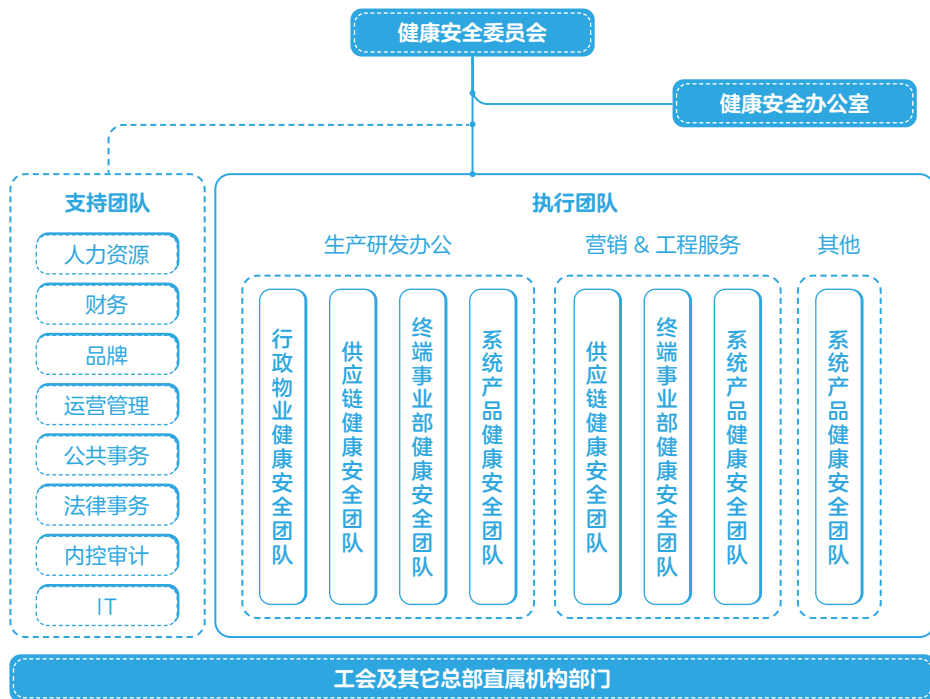 健康安全委员会
健康安全办公室
支持团队
人力资源
财务
品牌
运营管理
公共事务
法律事务
内控审计
IT
执行团队
生产研发办公
行政物业健康安全团队
供应链健康安全团队
终端事业部健康安全团队
系统产品健康安全团队
营销 & 工程服务
供应链健康安全团队
终端事业部健康安全团队
系统产品健康安全团队
其他
系统产品健康安全团队
工会及其它总部直属机构部门